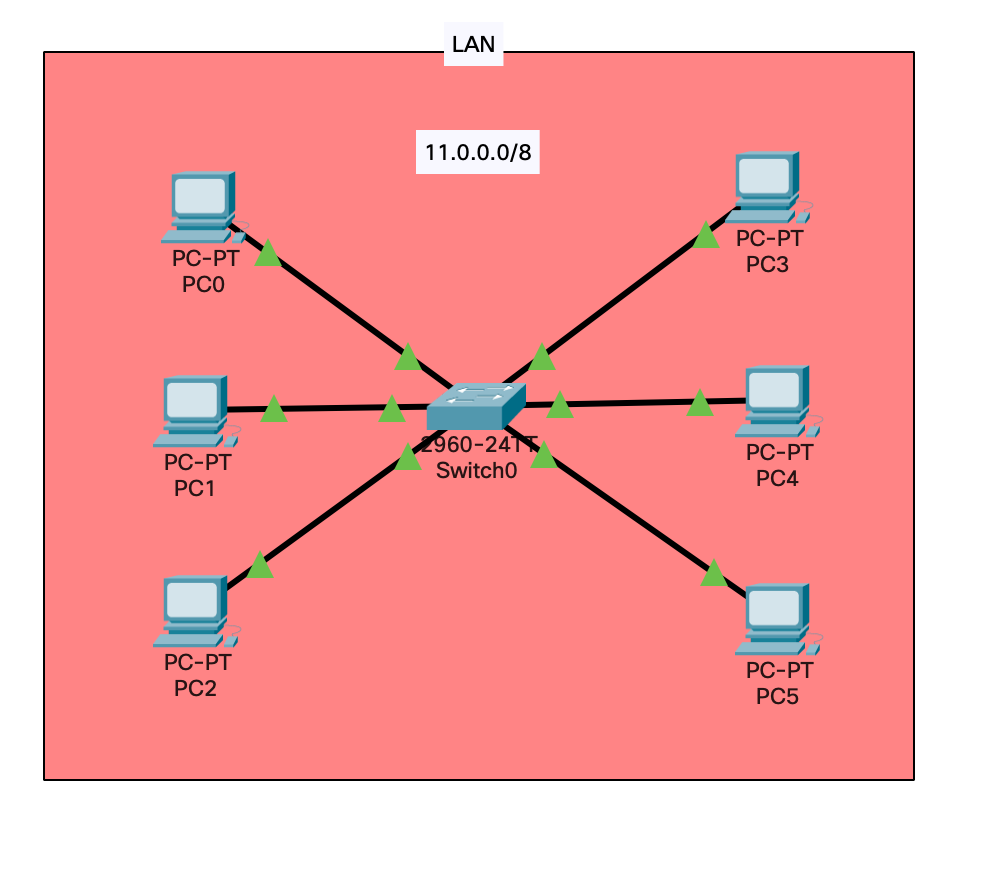 LAN
11.0.0.0/8
PC-PT
PC0
PC-PT
PC3
PC-PT
PC1
2960-24TT
Switch0
PC-PT
PC4
PC-PT
PC2
PC-PT
PC5